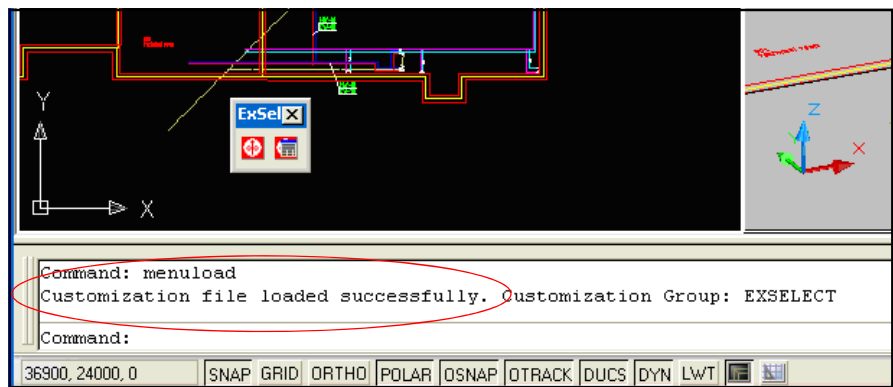 ExSel
Y
X
Z
X
Command: menuload
Customization file loaded successfully. Customization Group: EXSELECT
Command:
36900, 24000, 0 SNAP GRID ORTHO POLAR OSNAP OTRACK DUCS DYN LWT